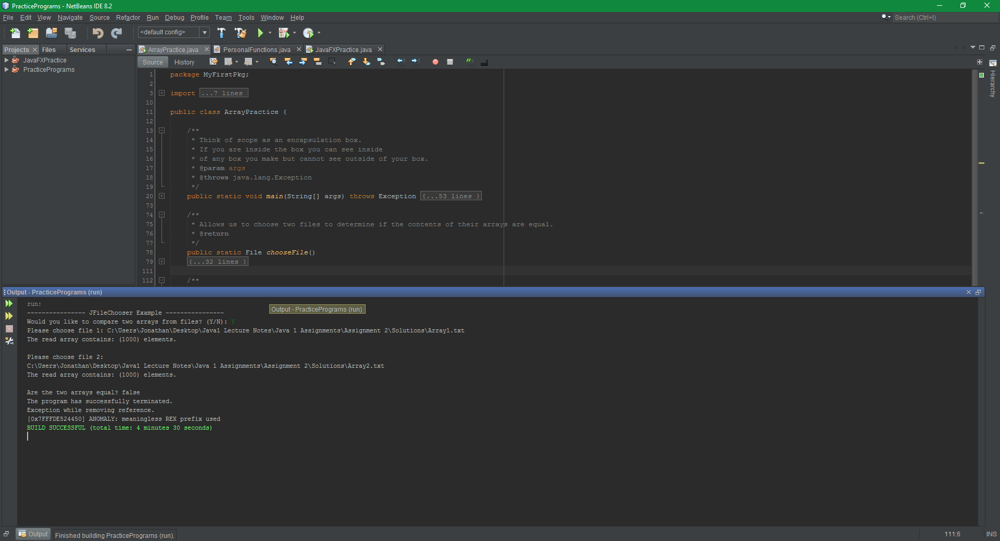 PracticePrograms - NetBeans IDE 8.2
File Edit View Navigate Source Refactor Run Debug Profile Team Tools Window Help
Search (Ctrl+I)
<default config>
Projects Files Services
ArrayPractice.java PersonalFunctions.java JavaFXPractice.java
JavaFXPractice
PracticePrograms
Source History
Hierarchy
1 package MyFirstPkg;
2
3 import ...7 lines
10
11 public class ArrayPractice {
12
13 /**
14 * Think of scope as an encapsulation box.
15 * If you are inside the box you can see inside
16 * of any box you make but cannot see outside of your box.
17 * @param args
18 * @throws java.lang.Exception
19 */
20 public static void main(String[] args) throws Exception {...53 lines }
73
74 /**
75 * Allows us to choose two files to determine if the contents of their arrays are equal.
76 * @return
77 */
78 public static File chooseFile()
79 {...32 lines }
111
112 /**
Output - PracticePrograms (run)
run:
Output - PracticePrograms (run)
---------------- JFileChooser Example ----------------
Would you like to compare two arrays from files? (Y/N): Y
Please choose file 1: C:\Users\Jonathan\Desktop\Java1 Lecture Notes\Java 1 Assignments\Assignment 2\Solutions\Array1.txt
The read array contains: (1000) elements.
Please choose file 2:
C:\Users\Jonathan\Desktop\Java1 Lecture Notes\Java 1 Assignments\Assignment 2\Solutions\Array2.txt
The read array contains: (1000) elements.
Are the two arrays equal? false
The program has successfully terminated.
Exception while removing reference.
[0x7FFFDE524450] ANOMALY: meaningless REX prefix used
BUILD SUCCESSFUL (total time: 4 minutes 30 seconds)
Output
Finished building PracticePrograms (run).
111:6
INS